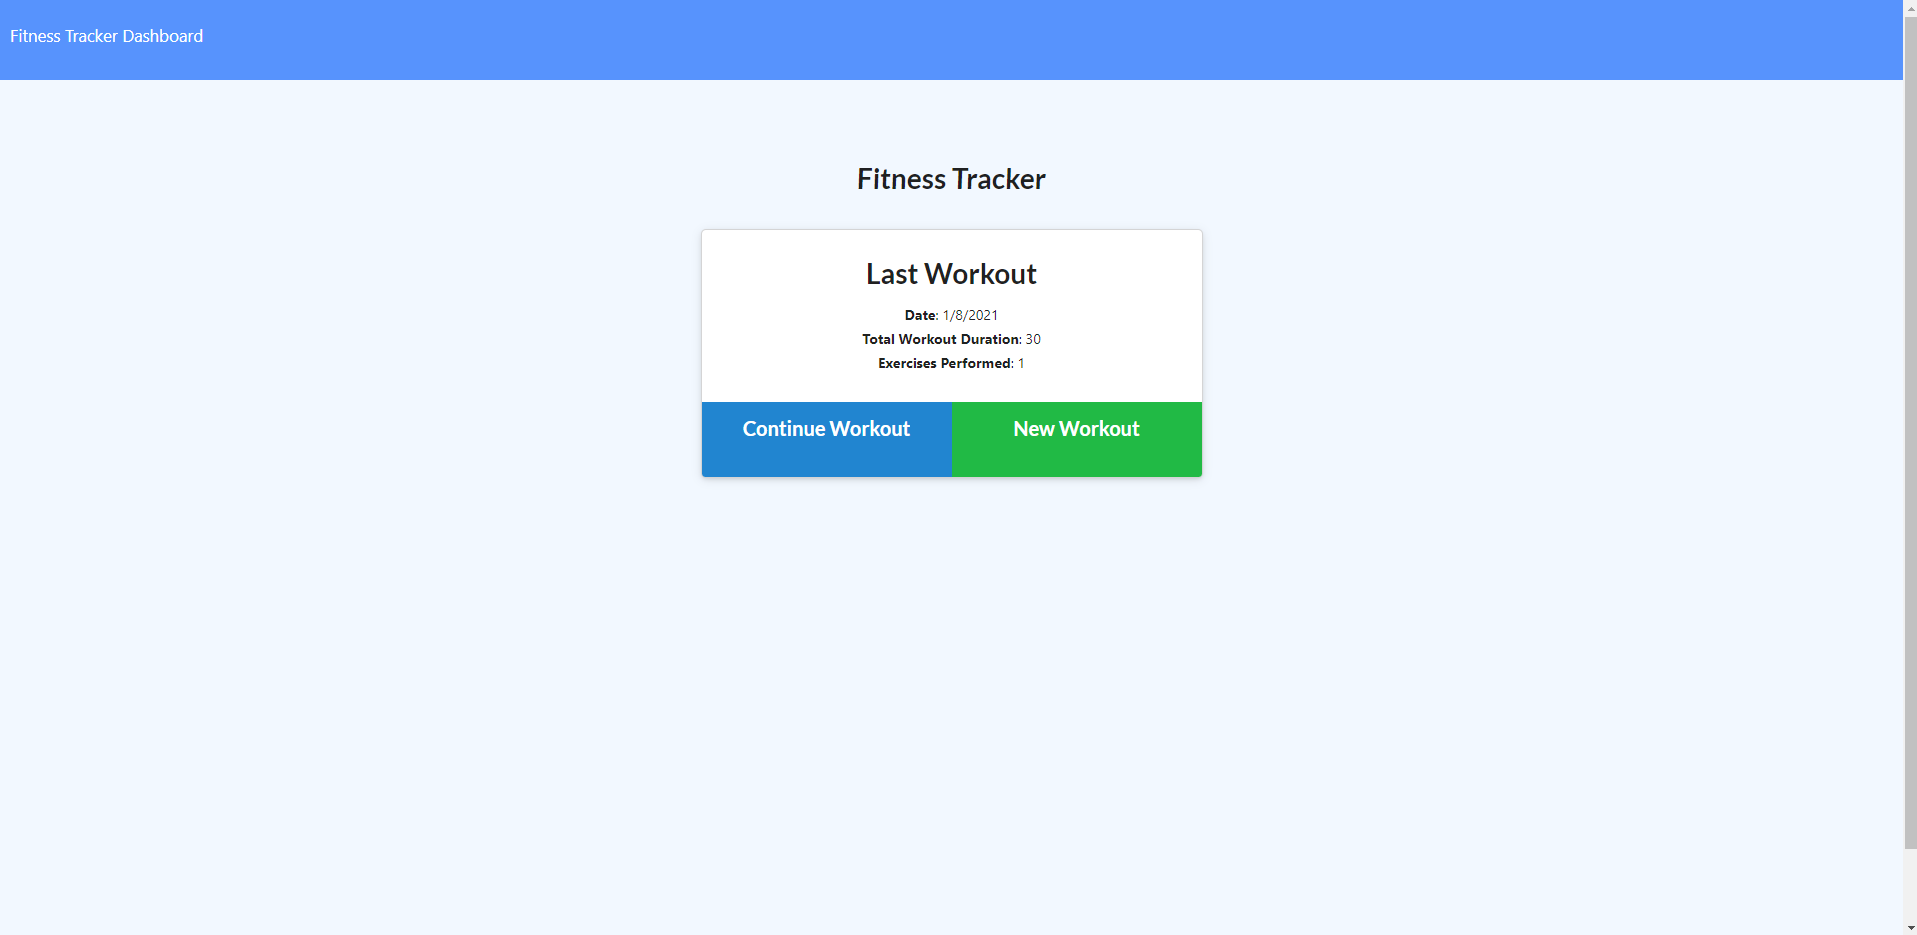 Fitness Tracker Dashboard
Fitness Tracker
Last Workout
Date: 1/8/2021
Total Workout Duration: 30
Exercises Performed: 1
Continue Workout
New Workout